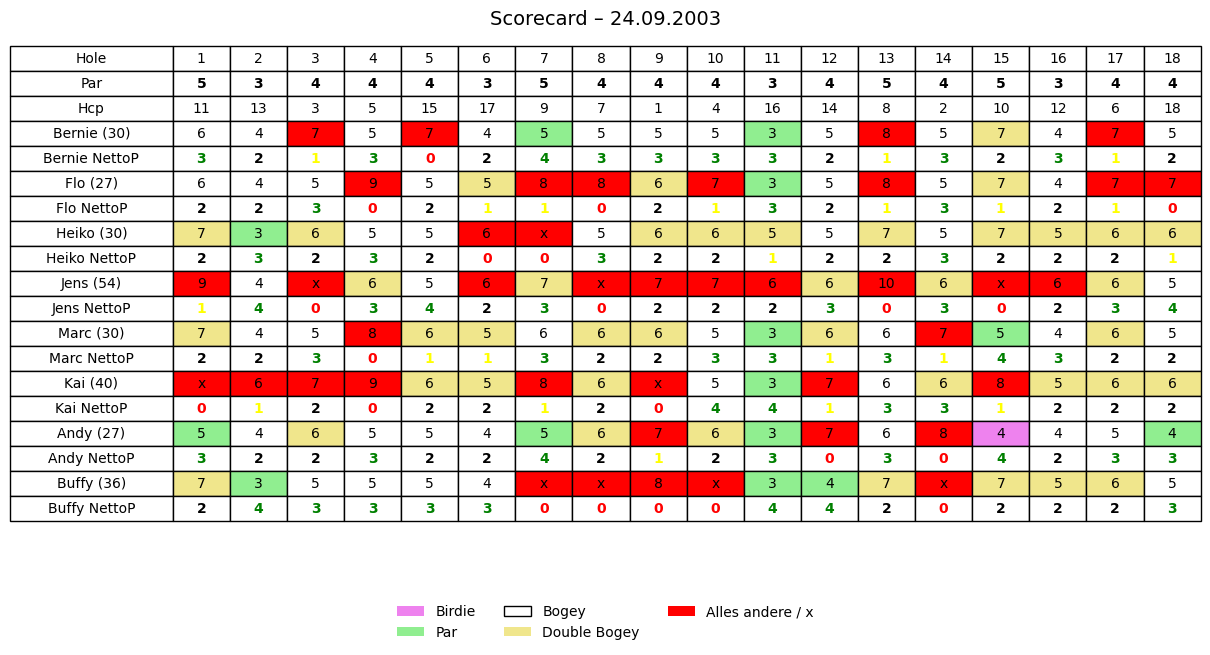 Scorecard – 24.09.2003
Hole 1 2 3 4 5 6 7 8 9 10 11 12 13 14 15 16 17 18
Par 5 3 4 4 4 3 5 4 4 4 3 4 5 4 5 3 4 4
Hcp 11 13 3 5 15 17 9 7 1 4 16 14 8 2 10 12 6 18
Bernie (30) 6 4 7 5 7 4 5 5 5 5 3 5 8 5 7 4 7 5
Bernie NettoP 3 2 1 3 0 2 4 3 3 3 3 2 1 3 2 3 1 2
Flo (27) 6 4 5 9 5 5 8 8 6 7 3 5 8 5 7 4 7 7
Flo NettoP 2 2 3 0 2 1 1 0 2 1 3 2 1 3 1 2 1 0
Heiko (30) 7 3 6 5 5 6 x 5 6 6 5 5 7 5 7 5 6 6
Heiko NettoP 2 3 2 3 2 0 0 3 2 2 1 2 2 3 2 2 2 1
Jens (54) 9 4 x 6 5 6 7 x 7 7 6 6 10 6 x 6 6 5
Jens NettoP 1 4 0 3 4 2 3 0 2 2 2 3 0 3 0 2 3 4
Marc (30) 7 4 5 8 6 5 6 6 6 5 3 6 6 7 5 4 6 5
Marc NettoP 2 2 3 0 1 1 3 2 2 3 3 1 3 1 4 3 2 2
Kai (40) x 6 7 9 6 5 8 6 x 5 3 7 6 6 8 5 6 6
Kai NettoP 0 1 2 0 2 2 1 2 0 4 4 1 3 3 1 2 2 2
Andy (27) 5 4 6 5 5 4 5 6 7 6 3 7 6 8 4 4 5 4
Andy NettoP 3 2 2 3 2 2 4 2 1 2 3 0 3 0 4 2 3 3
Buffy (36) 7 3 5 5 5 4 x x 8 x 3 4 7 x 7 5 6 5
Buffy NettoP 2 4 3 3 3 3 0 0 0 0 4 4 2 0 2 2 2 3
Birdie Bogey Alles andere / x
Par Double Bogey